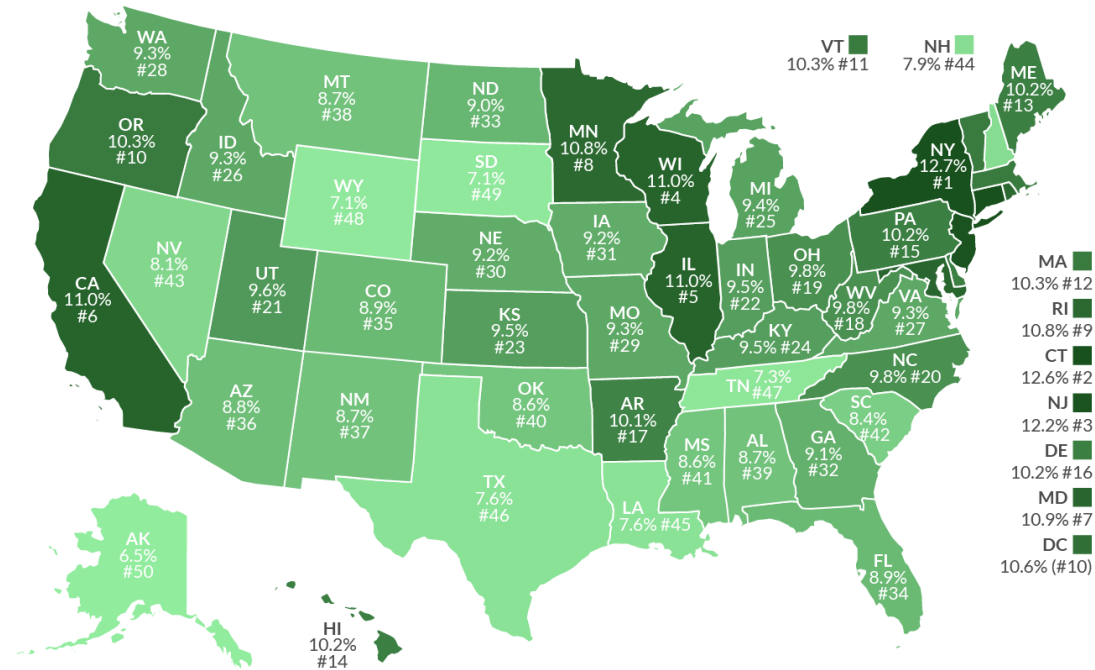 WA
9.3%
#28
MT
8.7%
#38
ND
9.0%
#33
MN
10.8%
#8
VT
10.3% #11
NH
7.9% #44
ME
10.2%
#13
OR
10.3%
#10
ID
9.3%
#26
SD
7.1%
#49
WI
11.0%
#4
NY
12.7%
#1
WY
7.1%
#48
MI
9.4%
#25
IA
9.2%
#31
PA
10.2%
#15
NV
8.1%
#43
NE
9.2%
#30
CA
11.0%
#6
UT
9.6%
#21
CO
8.9%
#35
IL
11.0%
#5
IN
9.5%
#22
OH
9.8%
#19
WV
9.8%
#18
VA
9.3%
#27
KS
9.5%
#23
MO
9.3%
#29
KY
9.5% #24
MA
10.3% #12
RI
10.8% #9
CT
12.6% #2
NJ
12.2% #3
DE
10.2% #16
MD
10.9% #7
DC
10.6% (#10)
AZ
8.8%
#36
NM
8.7%
#37
OK
8.6%
#40
AR
10.1%
#17
TN 7.3%
#47
NC
9.8% #20
SC
8.4%
#42
MS
8.6%
#41
AL
8.7%
#39
GA
9.1%
#32
TX
7.6%
#46
LA
7.6% #45
FL
8.9%
#34
AK
6.5%
#50
HI
10.2%
#14